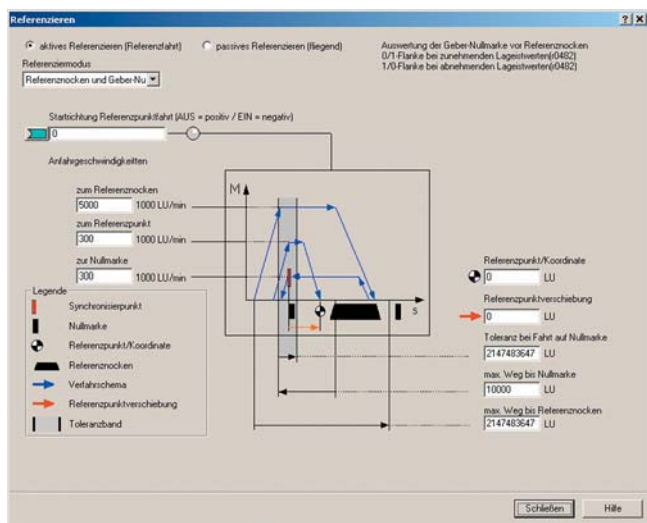 Referenzieren
aktives Referenzieren (Referenzfahrt)
passives Referenzieren (fliegend)
Auswertung der Geber-Nullmarke vor Referenznocken
0/1-Flanke bei zunehmenden Lageistwerten(r0482)
1/0-Flanke bei abnehmenden Lageistwerten(r0482)
Referenziermodus
Referenznocken und Geber-Nu
Startrichtung Referenzpunktfahrt (AUS = positiv / EIN = negativ)
0
Anfahrgeschwindigkeiten
zum Referenznocken
5000 1000 LU/min
zum Referenzpunkt
300 1000 LU/min
zur Nullmarke
300 1000 LU/min
M
s
Legende
Synchronisierpunkt
Nullmarke
Referenzpunkt/Koordinate
Referenznocken
Verfahrschema
Referenzpunktverschiebung
Toleranzband
Referenzpunkt/Koordinate
0 LU
Referenzpunktverschiebung
0 LU
Toleranz bei Fahrt auf Nullmarke
2147483647 LU
max. Weg bis Nullmarke
10000 LU
max. Weg bis Referenznocken
2147483647 LU
Schließen
Hilfe